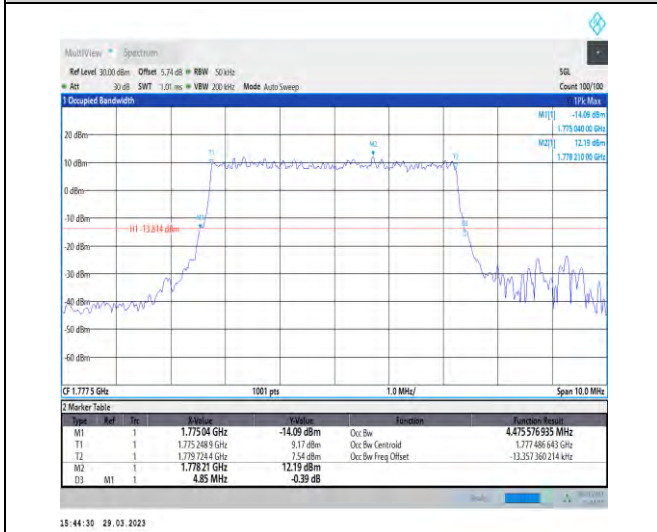 MultiView Spectrum
Ref Level 30.00 dBm Offset 5.74 dB RBW 50 kHz SGL
Att 30 dB SWT 1.01 ms VBW 200 kHz Mode Auto Sweep Count 100/100
1 Occupied Bandwidth 1Pk Max
M1[1] -14.09 dBm
1.775 040 00 GHz
M2[1] 12.19 dBm
1.778 210 00 GHz
20 dBm
M2
T1
10 dBm
0 dBm
-10 dBm
M1
H1 -13.814 dBm
-20 dBm
-30 dBm
-40 dBm
-50 dBm
-60 dBm
CF 1.777 5 GHz 1001 pts 1.0 MHz/ Span 10.0 MHz
2 Marker Table
Type Ref Trc X-Value Y-Value Function Function Result
M1 1 1.775 04 GHz -14.09 dBm Occ Bw 4.475 576 935 MHz
T1 1 1.775 248 9 GHz 9.17 dBm Occ Bw Centroid 1.777 486 643 GHz
T2 1 1.779 724 4 GHz 7.54 dBm Occ Bw Freq Offset -13.357 360 214 kHz
M2 1 1.778 21 GHz 12.19 dBm
D3 M1 1 4.85 MHz -0.39 dB
15:44:30 29.03.2023